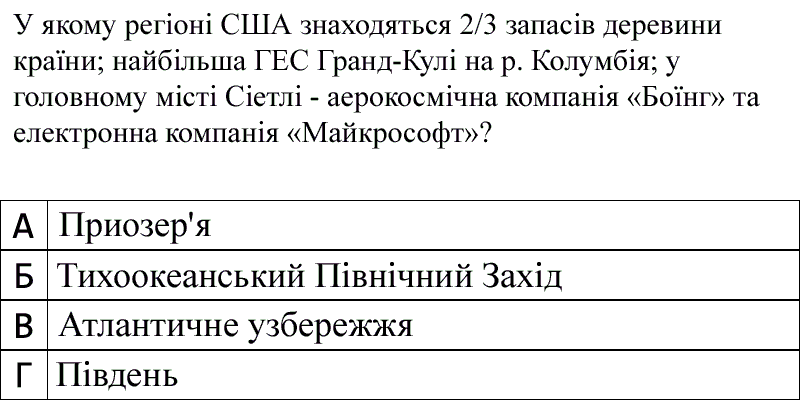 У якому регіоні США знаходяться 2/3 запасів деревини
країни; найбільша ГЕС Гранд-Кулі на р. Колумбія; у
головному місті Сіетлі - аерокосмічна компанія «Боїнг» та
електронна компанія «Майкрософт»?
А Приозер'я
Б Тихоокеанський Північний Захід
В Атлантичне узбережжя
Г Південь